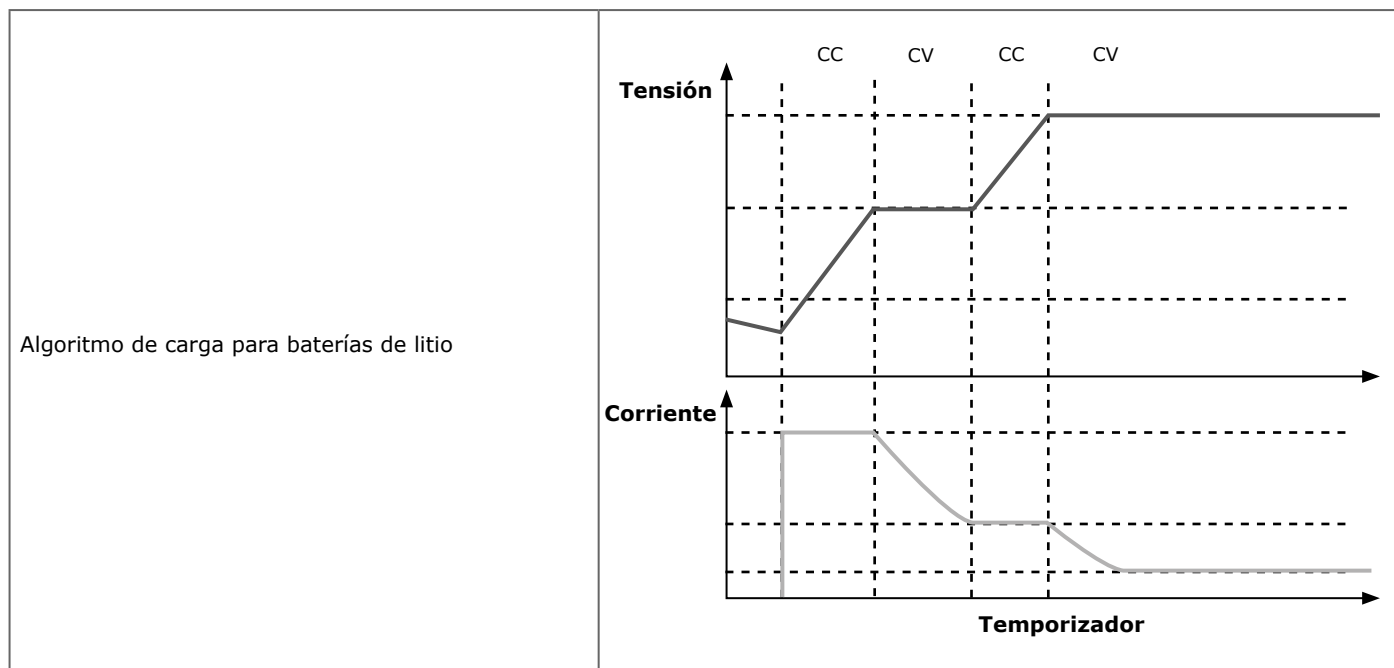 Algoritmo de carga para baterías de litio
CC CV CC CV
Tensión
Corriente
Temporizador